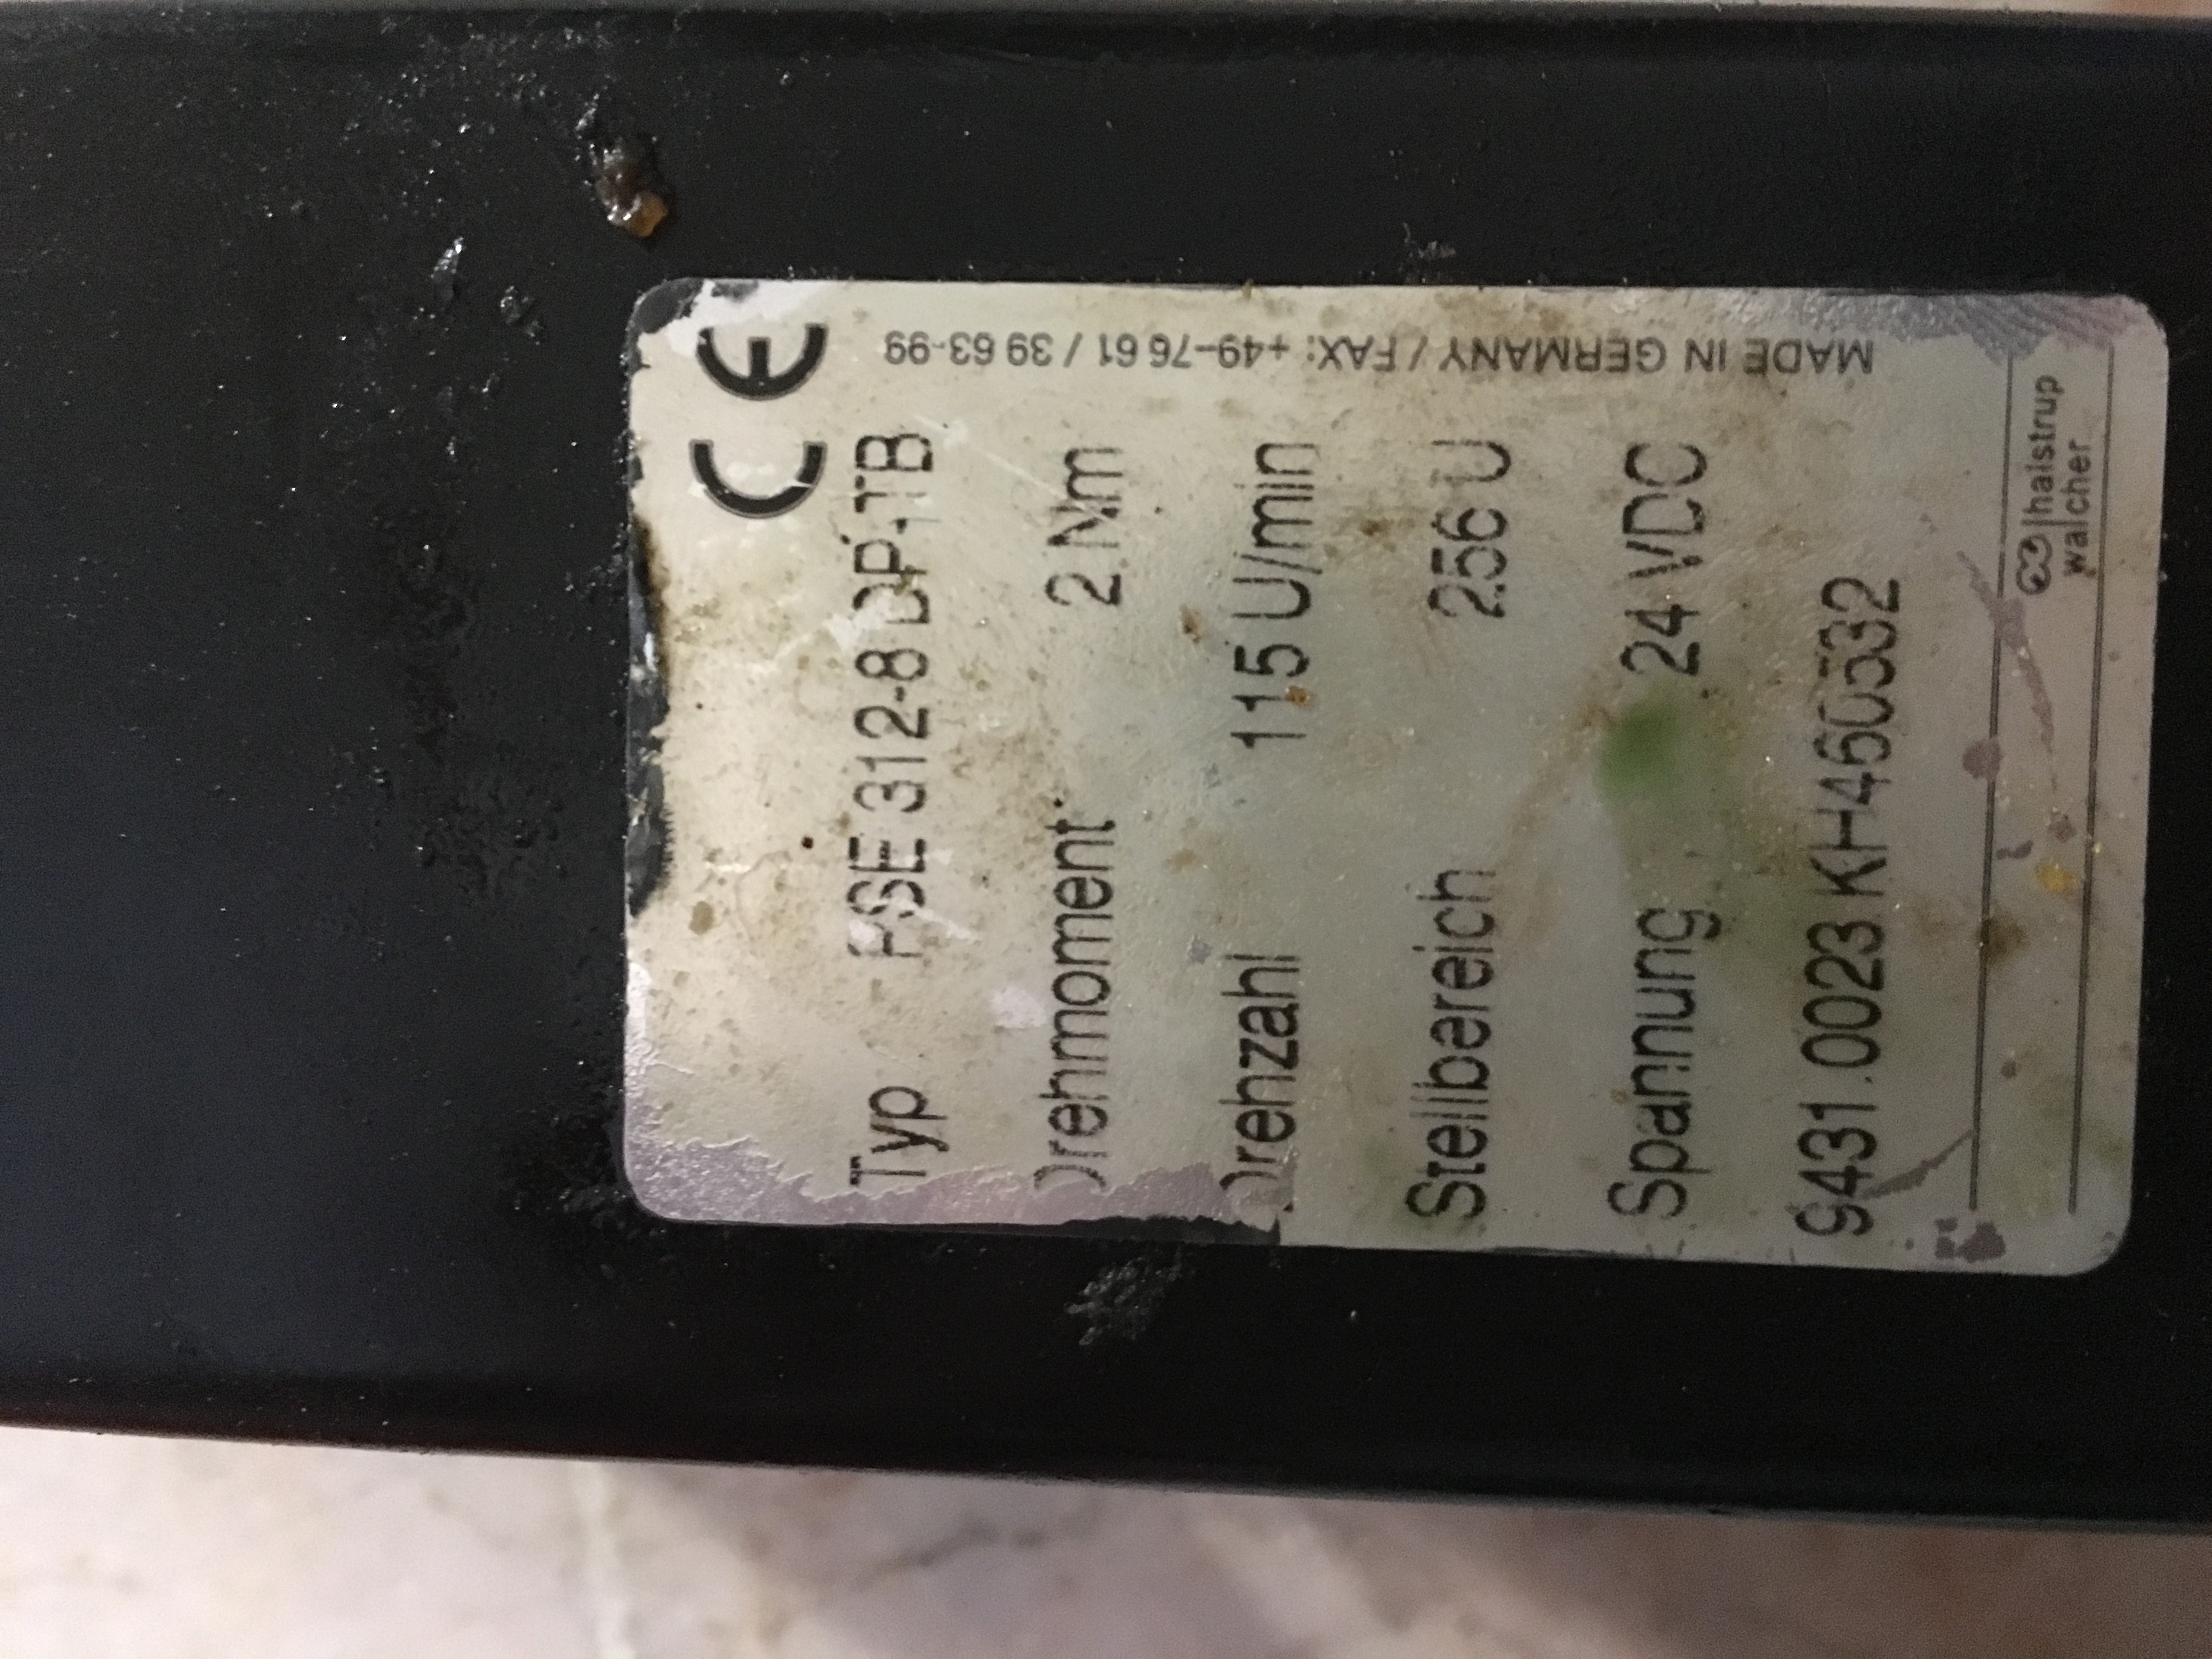 CE
Typ PSE 312-8 DP-TB
Drehmoment 2 Nm
Drehzahl 115 U/min
Stellbereich 256 U
Spannung 24 VDC
9431.0023 KH460532
halstrup
walcher
MADE IN GERMANY / FAX: +49-76 61 / 39 63-99